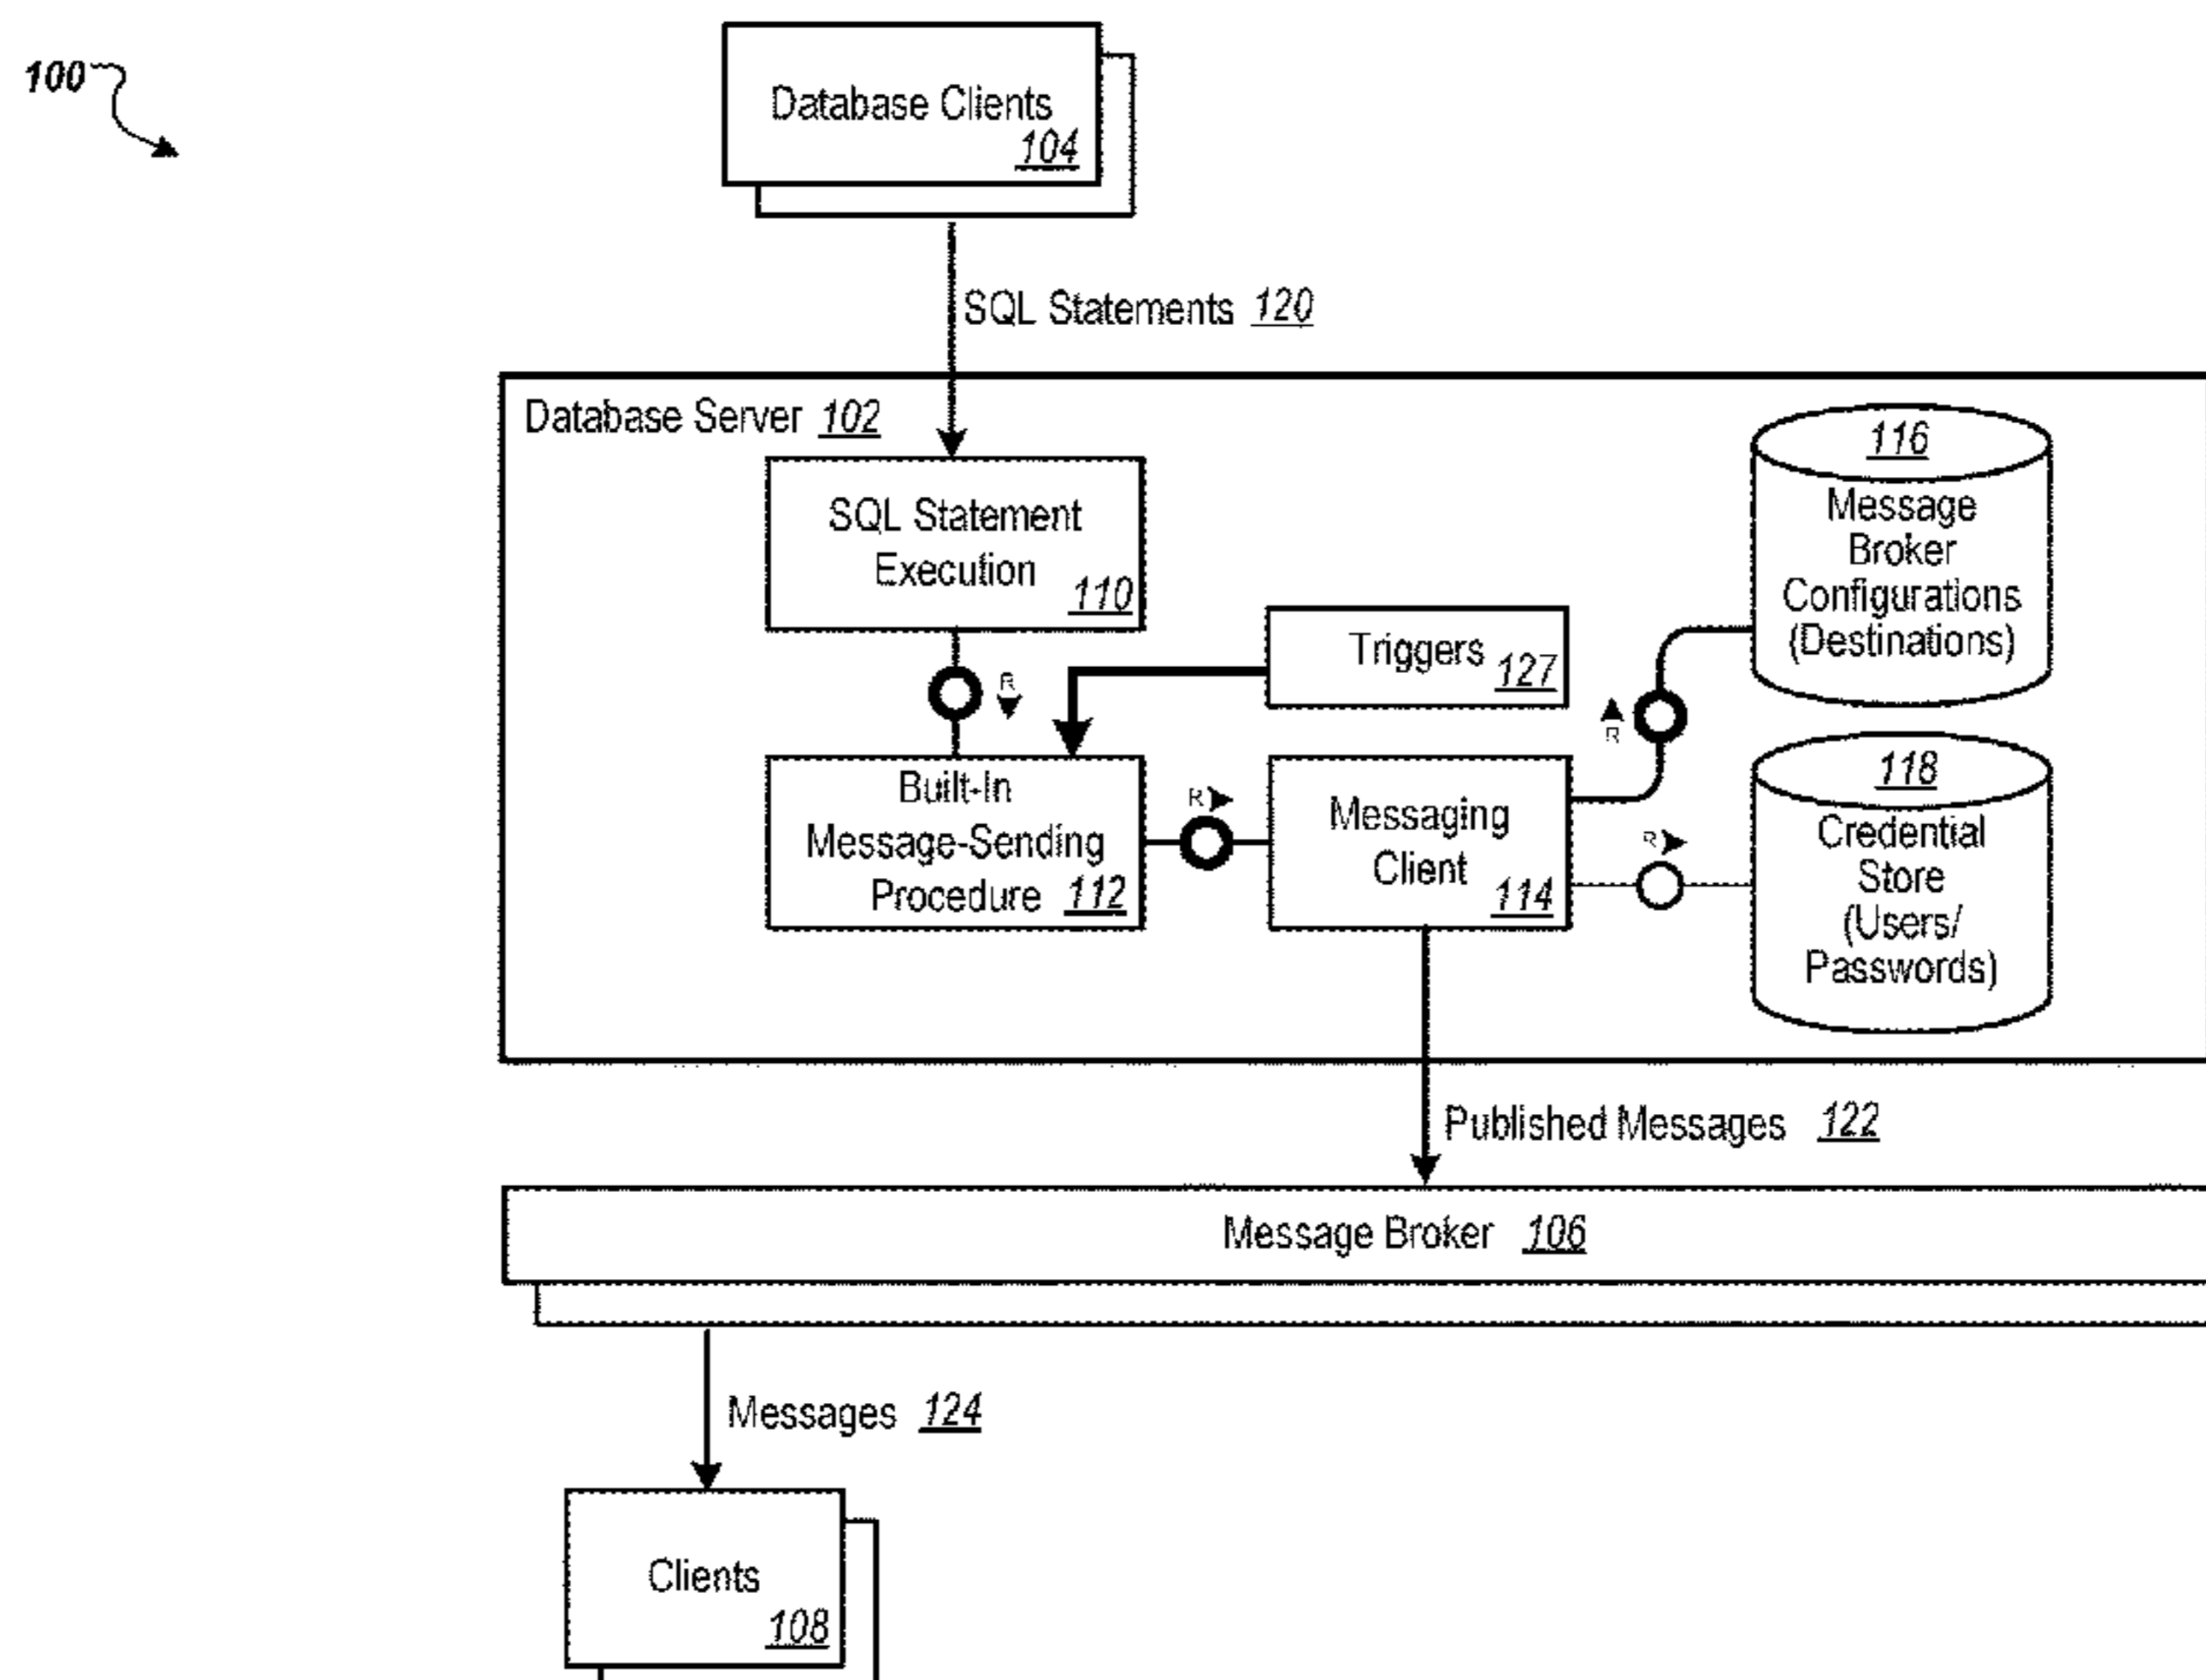 100
Database Clients
104
SQL Statements 120
Database Server 102
SQL Statement
Execution
110
Triggers
127
116
Message
Broker
Configurations
(Destinations)
R
R
Built-In
Message-Sending
Procedure 112
R
Messaging
Client
114
R
118
Credential
Store
(Users/
Passwords)
Published Messages 122
Message Broker 106
Messages 124
Clients
108